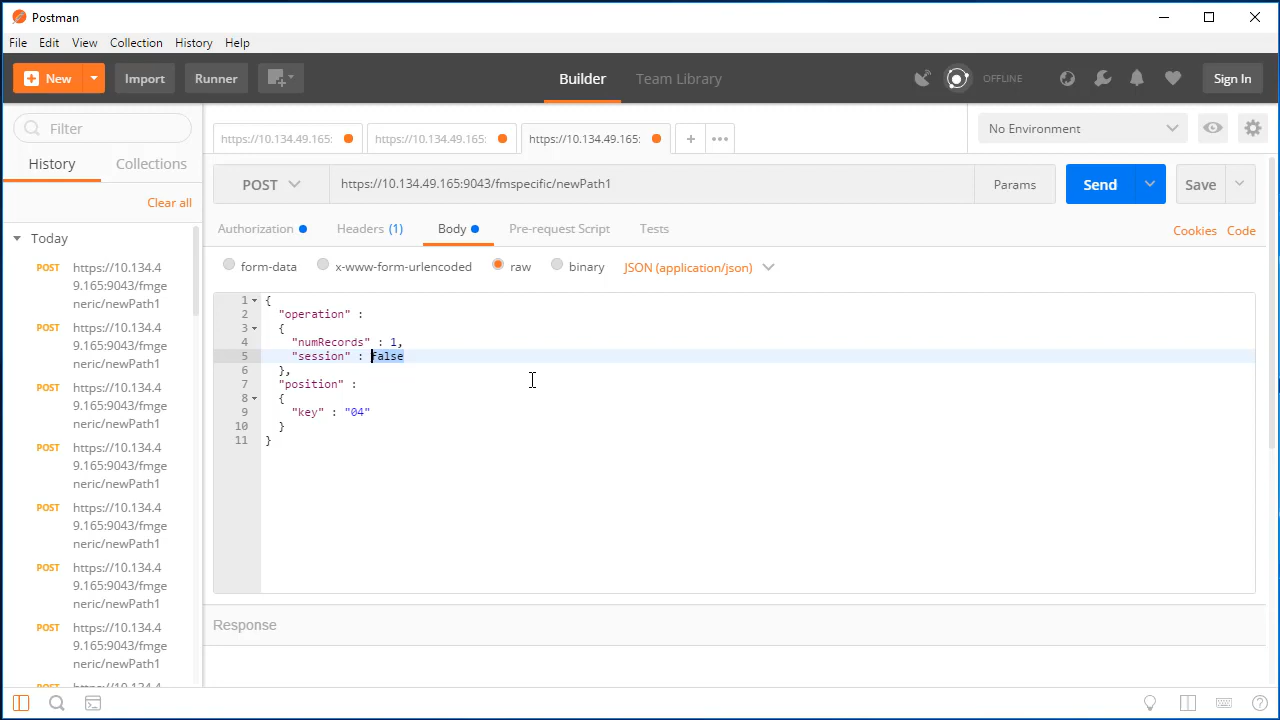 Postman
File Edit View Collection History Help
New Import Runner Builder Team Library OFFLINE Sign In
Filter
History Collections
Clear all
Today
POST https://10.134.4
9.165:9043/fmge
neric/newPath1
POST https://10.134.4
9.165:9043/fmge
neric/newPath1
POST https://10.134.4
9.165:9043/fmge
neric/newPath1
POST https://10.134.4
9.165:9043/fmge
neric/newPath1
POST https://10.134.4
9.165:9043/fmge
neric/newPath1
POST https://10.134.4
9.165:9043/fmge
neric/newPath1
POST https://10.134.4
9.165:9043/fmge
neric/newPath1
https://10.134.49.165: https://10.134.49.165: https://10.134.49.165: + •••
No Environment
POST https://10.134.49.165:9043/fmspecific/newPath1 Params Send Save
Authorization Headers (1) Body Pre-request Script Tests Cookies Code
form-data x-www-form-urlencoded raw binary JSON (application/json)
1 {
2 "operation" :
3 {
4 "numRecords" : 1,
5 "session" : false
6 },
7 "position" :
8 {
9 "key" : "04"
10 }
11 }
Response